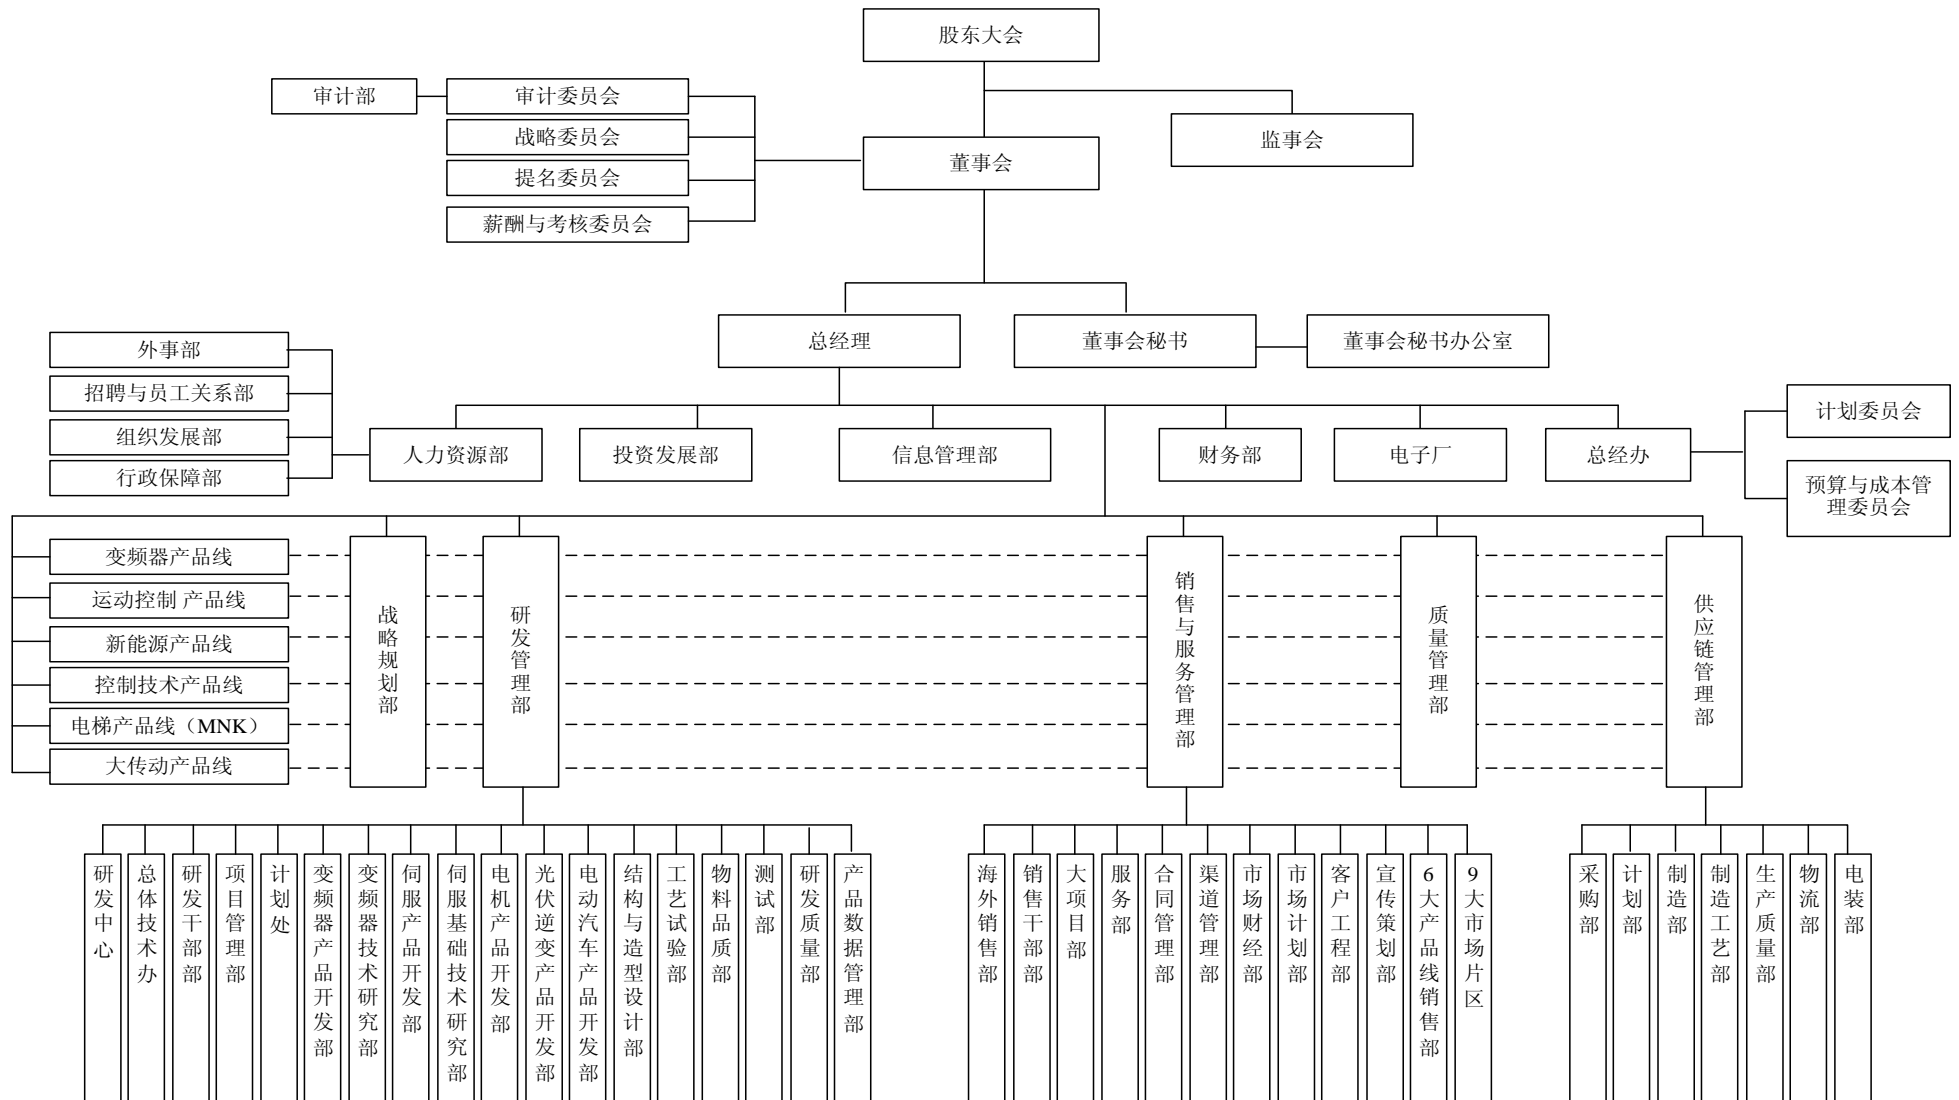 股东大会
审计部
审计委员会
战略委员会
提名委员会
薪酬与考核委员会
董事会
监事会
总经理
董事会秘书
董事会秘书办公室
外事部
招聘与员工关系部
组织发展部
行政保障部
人力资源部
投资发展部
信息管理部
财务部
电子厂
总经办
计划委员会
预算与成本管
理委员会
变频器产品线
运动控制 产品线
新能源产品线
控制技术产品线
电梯产品线（MNK）
大传动产品线
战略规划部
研发管理部
销售与服务管理部
质量管理部
供应链管理部
研发中心
总体技术办
研发干部部
项目管理部
计划处
变频器产品开发部
变频器技术研究部
伺服产品开发部
伺服基础技术研究部
电机产品开发部
光伏逆变产品开发部
电动汽车产品开发部
结构与造型设计部
工艺试验部
物料品质部
测试部
研发质量部
产品数据管理部
海外销售部
销售干部部
大项目部
服务部
合同管理部
渠道管理部
市场财经部
市场计划部
客户工程部
宣传策划部
6大产品线销售部
9大市场片区
采购部
计划部
制造部
制造工艺部
生产质量部
物流部
电装部